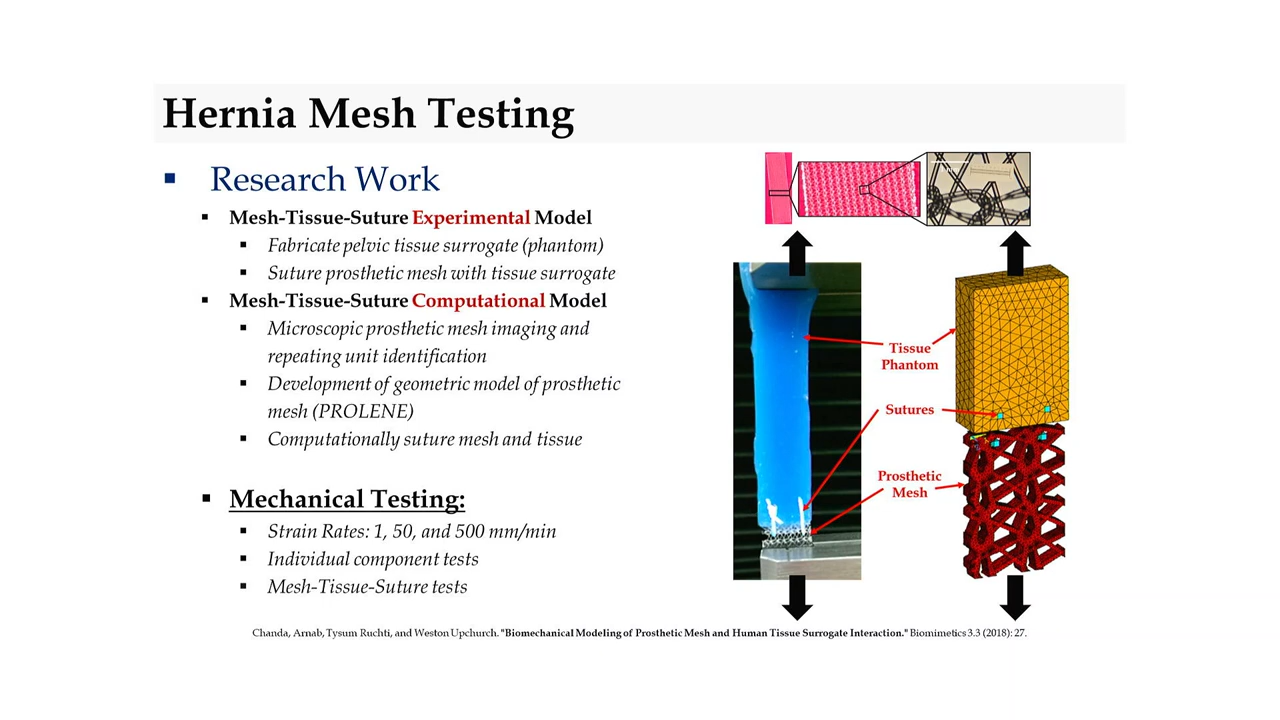 Hernia Mesh Testing
▪ Research Work
▪ Mesh-Tissue-Suture Experimental Model
▪ Fabricate pelvic tissue surrogate (phantom)
▪ Suture prosthetic mesh with tissue surrogate
▪ Mesh-Tissue-Suture Computational Model
▪ Microscopic prosthetic mesh imaging and
repeating unit identification
▪ Development of geometric model of prosthetic
mesh (PROLENE)
▪ Computationally suture mesh and tissue
▪ Mechanical Testing:
▪ Strain Rates: 1, 50, and 500 mm/min
▪ Individual component tests
▪ Mesh-Tissue-Suture tests
Tissue
Phantom
Sutures
Prosthetic
Mesh
Chanda, Arnab, Tysum Ruchti, and Weston Upchurch. "Biomechanical Modeling of Prosthetic Mesh and Human Tissue Surrogate Interaction." Biomimetics 3.3 (2018): 27.